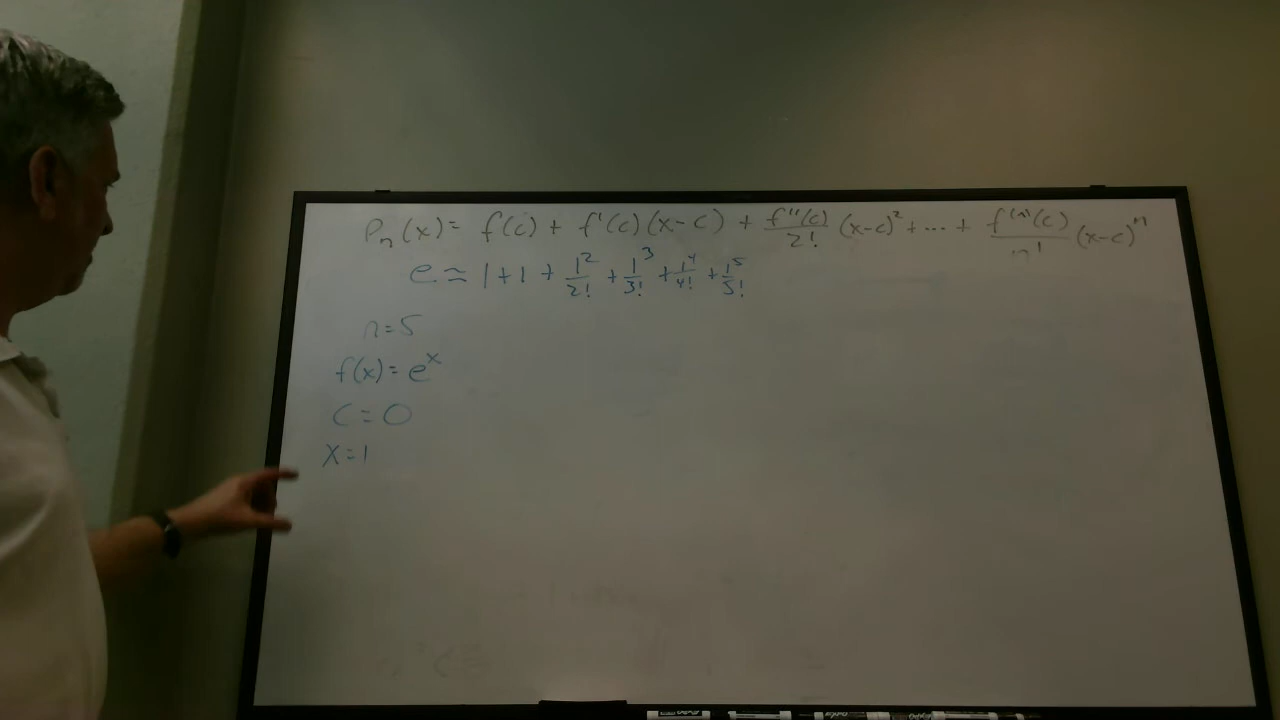 Pₙ(x) = f(c) + f'(c)(x-c) + f''(c)/2! (x-c)² + ... + f⁽ⁿ⁾(c)/n! (x-c)ⁿ
e ≈ 1 + 1 + 1²/2! + 1³/3! + 1⁴/4! + 1⁵/5!
n = 5
f(x) = eˣ
c = 0
x = 1